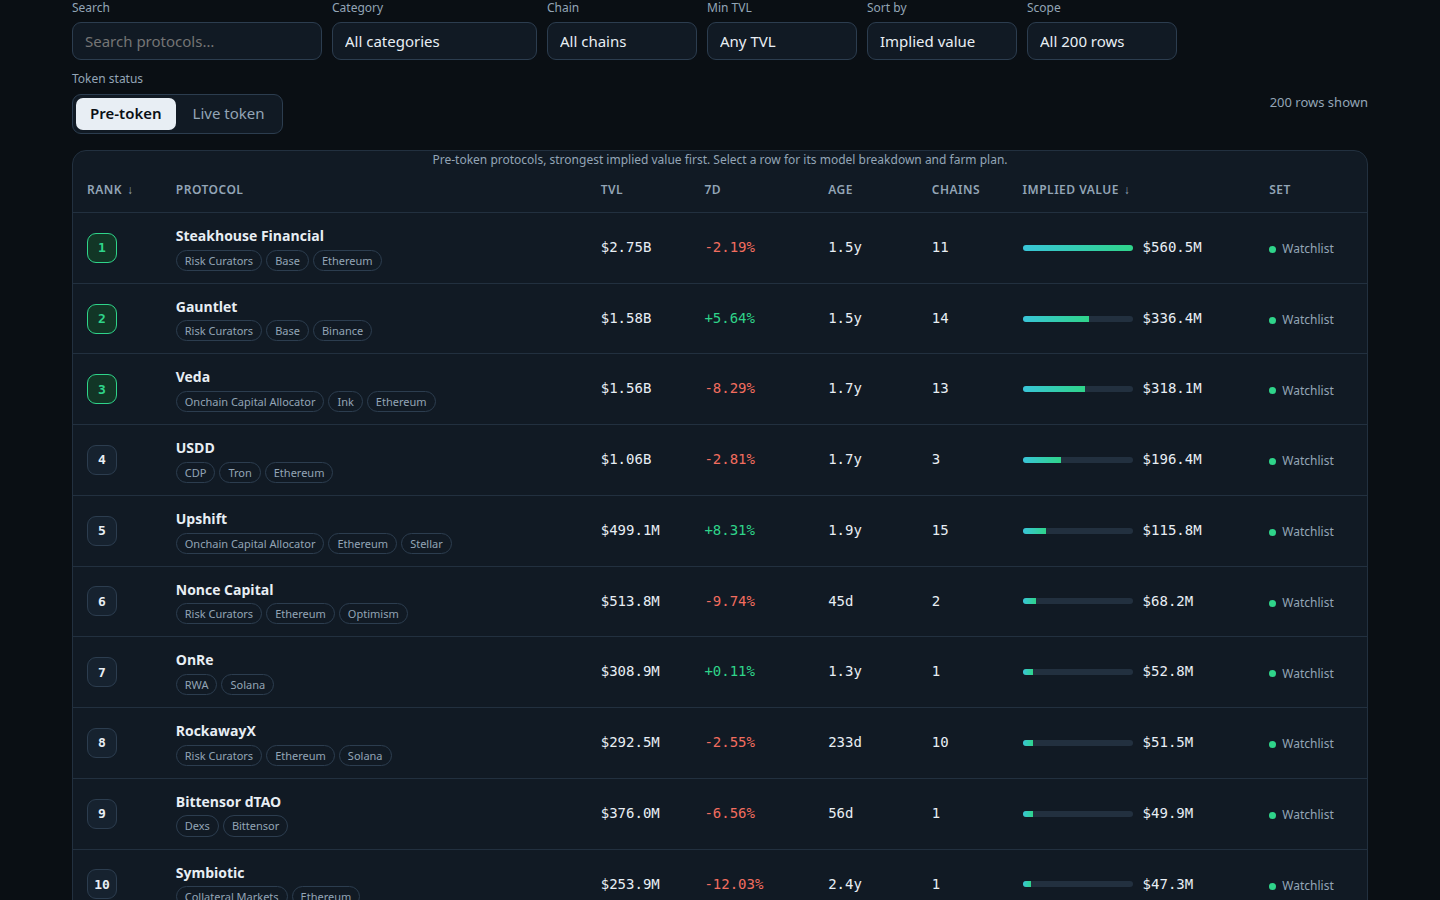 Search Category Chain Min TVL Sort by Scope
Search protocols... All categories All chains Any TVL Implied value All 200 rows
Token status
Pre-token Live token
200 rows shown
Pre-token protocols, strongest implied value first. Select a row for its model breakdown and farm plan.
RANK ↓ PROTOCOL TVL 7D AGE CHAINS IMPLIED VALUE ↓ SET
1 Steakhouse Financial $2.75B -2.19% 1.5y 11 $560.5M Watchlist
Risk Curators Base Ethereum
2 Gauntlet $1.58B +5.64% 1.5y 14 $336.4M Watchlist
Risk Curators Base Binance
3 Veda $1.56B -8.29% 1.7y 13 $318.1M Watchlist
Onchain Capital Allocator Ink Ethereum
4 USDD $1.06B -2.81% 1.7y 3 $196.4M Watchlist
CDP Tron Ethereum
5 Upshift $499.1M +8.31% 1.9y 15 $115.8M Watchlist
Onchain Capital Allocator Ethereum Stellar
6 Nonce Capital $513.8M -9.74% 45d 2 $68.2M Watchlist
Risk Curators Ethereum Optimism
7 OnRe $308.9M +0.11% 1.3y 1 $52.8M Watchlist
RWA Solana
8 RockawayX $292.5M -2.55% 233d 10 $51.5M Watchlist
Risk Curators Ethereum Solana
9 Bittensor dTAO $376.0M -6.56% 56d 1 $49.9M Watchlist
Dexs Bittensor
10 Symbiotic $253.9M -12.03% 2.4y 1 $47.3M Watchlist
Collateral Markets Ethereum